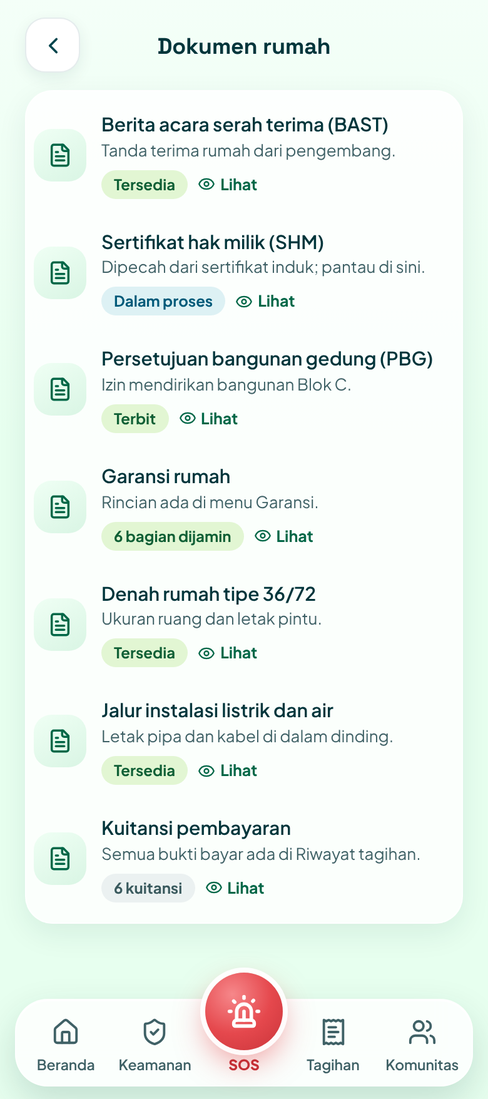 Dokumen rumah
Berita acara serah terima (BAST)
Tanda terima rumah dari pengembang.
Tersedia Lihat
Sertifikat hak milik (SHM)
Dipecah dari sertifikat induk; pantau di sini.
Dalam proses Lihat
Persetujuan bangunan gedung (PBG)
Izin mendirikan bangunan Blok C.
Terbit Lihat
Garansi rumah
Rincian ada di menu Garansi.
6 bagian dijamin Lihat
Denah rumah tipe 36/72
Ukuran ruang dan letak pintu.
Tersedia Lihat
Jalur instalasi listrik dan air
Letak pipa dan kabel di dalam dinding.
Tersedia Lihat
Kuitansi pembayaran
Semua bukti bayar ada di Riwayat tagihan.
6 kuitansi Lihat
Beranda Keamanan SOS Tagihan Komunitas